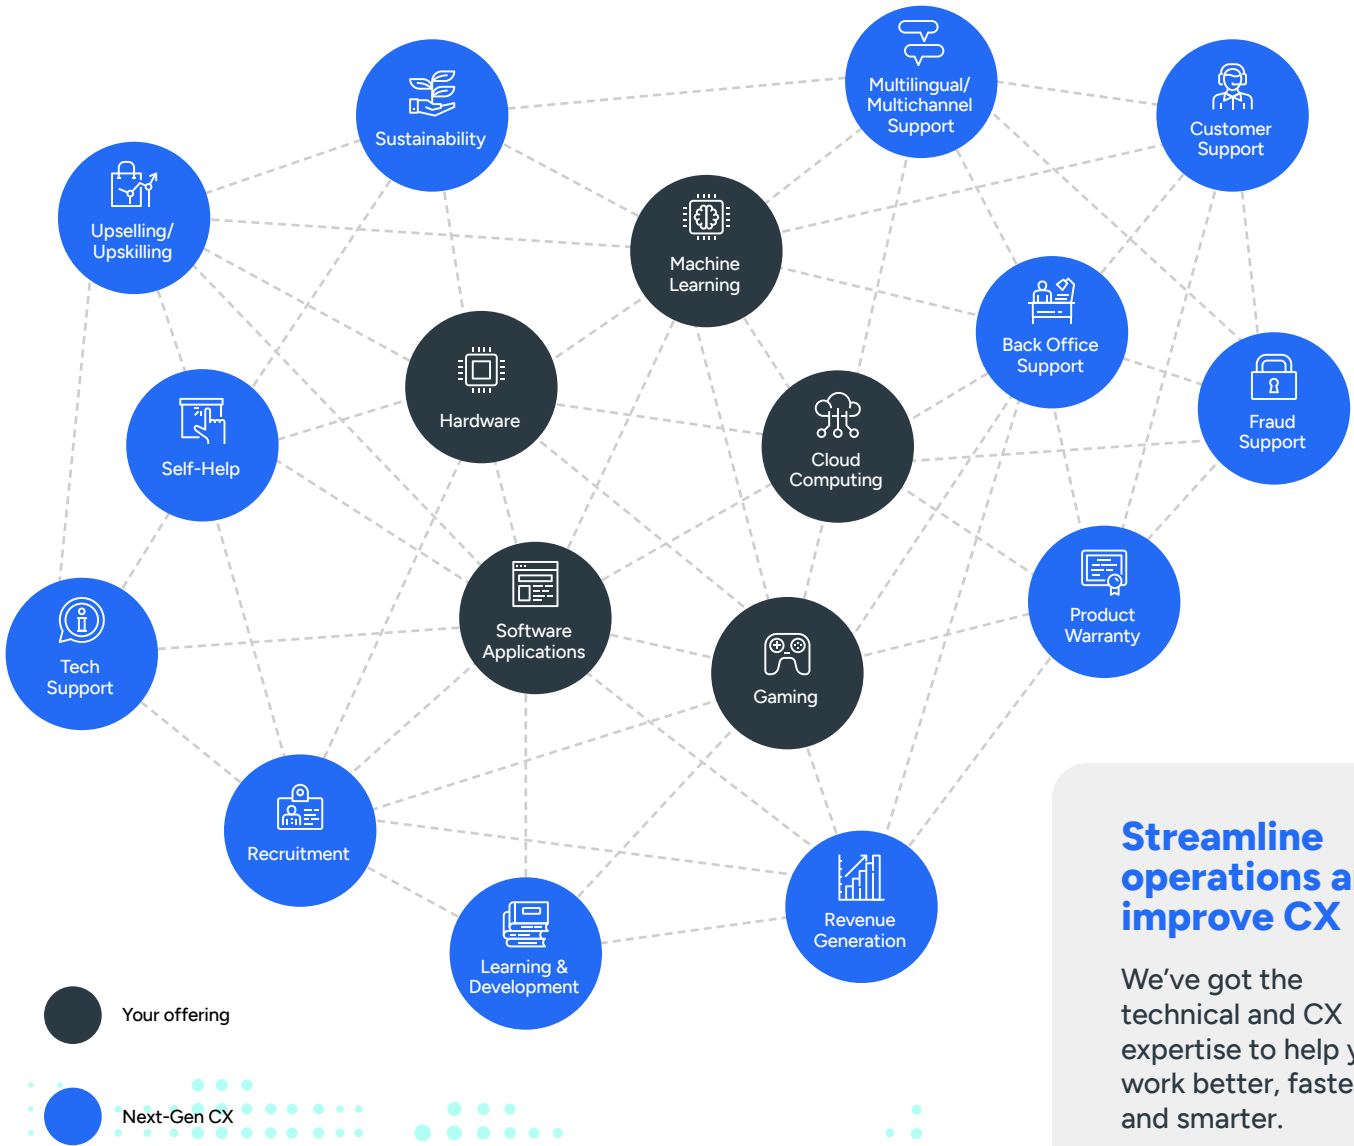 Multilingual/
Multichannel
Support
Customer
Support
Sustainability
Upselling/
Upskilling
Machine
Learning
Back Office
Support
Hardware
Fraud
Support
Cloud
Computing
Self-Help
Product
Warranty
Software
Applications
Tech
Support
Gaming
Recruitment
Revenue
Generation
Learning &
Development
Your offering
Next-Gen CX
Streamline
operations a
improve CX
We’ve got the
technical and CX
expertise to help y
work better, faste
and smarter.